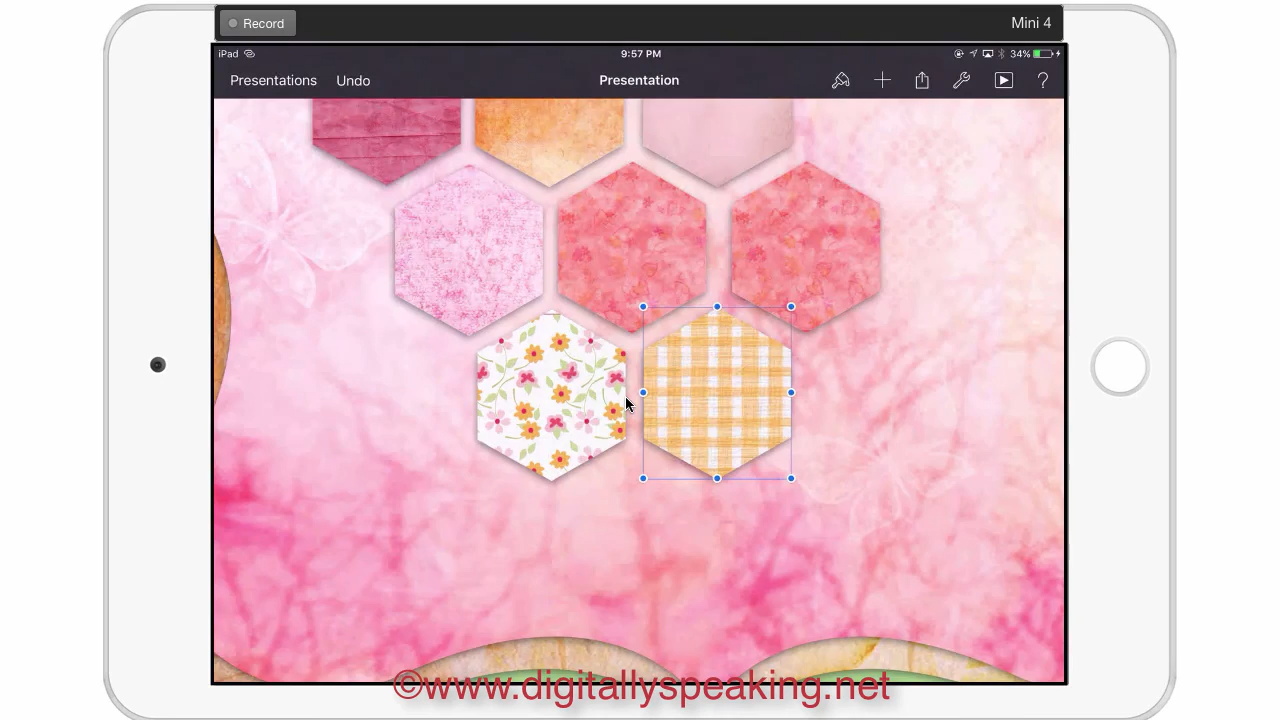 Record
Mini 4
iPad
9:57 PM
34%
Presentations
Undo
Presentation
?
©www.digitallyspeaking.net